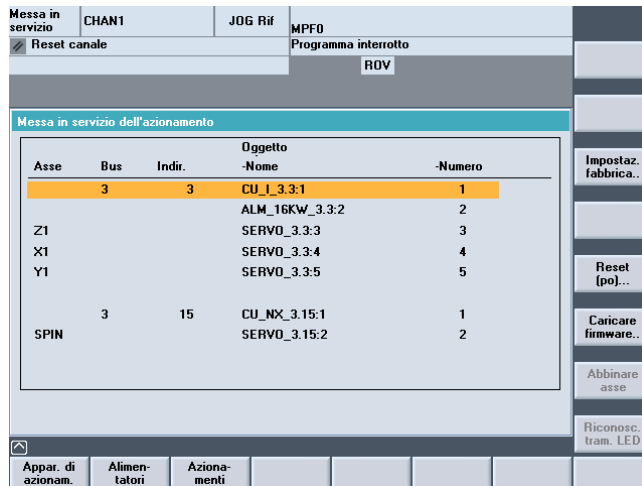 Messa in servizio CHAN1 JOG Rif MPF0
Reset canale Programma interrotto
ROV
Messa in servizio dell'azionamento
Oggetto
Asse Bus Indir. -Nome -Numero
3 3 CU_I_3.3:1 1
ALM_16KW_3.3:2 2
Z1 SERVO_3.3:3 3
X1 SERVO_3.3:4 4
Y1 SERVO_3.3:5 5
3 15 CU_NX_3.15:1 1
SPIN SERVO_3.15:2 2
Impostaz.
fabbrica..
Reset
(po)...
Caricare
firmware..
Abbinare
asse
Riconosc.
tram. LED
Appar. di azionam.
Alimen-
tatori
Aziona-
menti